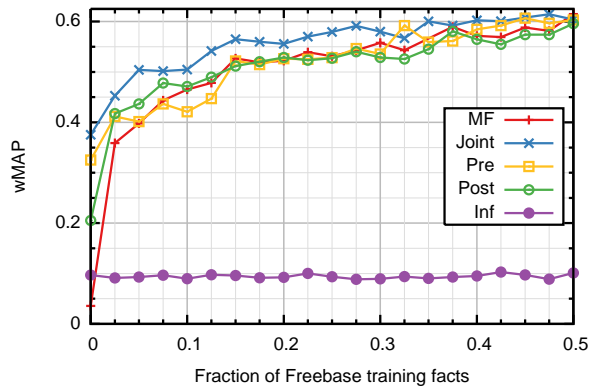 0.6
0.4
0.2
0
wMAP
MF
Joint
Pre
Post
Inf
0 0.1 0.2 0.3 0.4 0.5
Fraction of Freebase training facts